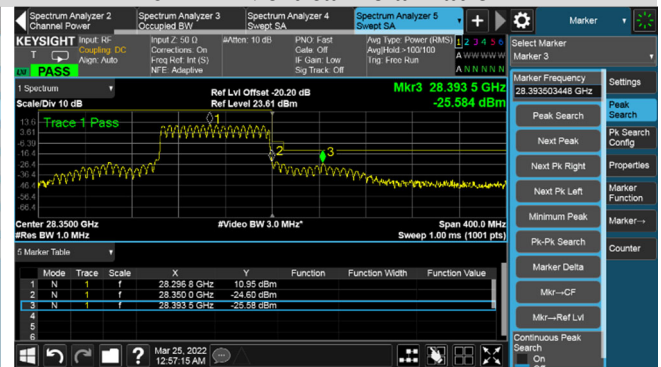 Spectrum Analyzer 2
Channel Power
Spectrum Analyzer 3
Occupied BW
Spectrum Analyzer 4
Swept SA
Spectrum Analyzer 5
Swept SA
Marker
KEYSIGHT
Input: RF
Coupling: DC
Align: Auto
Input Z: 50 Ω
Corrections: On
Freq Ref: Int (S)
NFE: Adaptive
#Atten: 10 dB
PNO: Fast
Gate: Off
IF Gain: Low
Sig Track: Off
Avg Type: Power (RMS)
Avg|Hold:>100/100
Trig: Free Run
1 2 3 4 5 6
A W W W W W
A N N N N N
T
PASS
Select Marker
Marker 3
Marker Frequency
28.393503448 GHz
Settings
Peak Search
Peak
Search
Next Peak
Pk Search
Config
Next Pk Right
Properties
Next Pk Left
Marker
Function
Minimum Peak
Marker→
Pk-Pk Search
Counter
Marker Delta
Mkr→CF
Mkr→Ref Lvl
Continuous Peak
Search
On
Off
1 Spectrum
Scale/Div 10 dB
Ref Lvl Offset -20.20 dB
Ref Level 23.61 dBm
Mkr3 28.393 5 GHz
-25.584 dBm
Trace 1 Pass
13.6
3.61
-6.39
-16.4
-26.4
-36.4
-46.4
-56.4
-66.4
1
2
3
Center 28.3500 GHz
#Video BW 3.0 MHz*
Span 400.0 MHz
#Res BW 1.0 MHz
Sweep 1.00 ms (1001 pts)
5 Marker Table
Mode Trace Scale X Y Function Function Width Function Value
1 N 1 f 28.296 8 GHz 10.95 dBm
2 N 1 f 28.350 0 GHz -24.60 dBm
3 N 1 f 28.393 5 GHz -25.58 dBm
4
5
6
Mar 25, 2022
12:57:15 AM